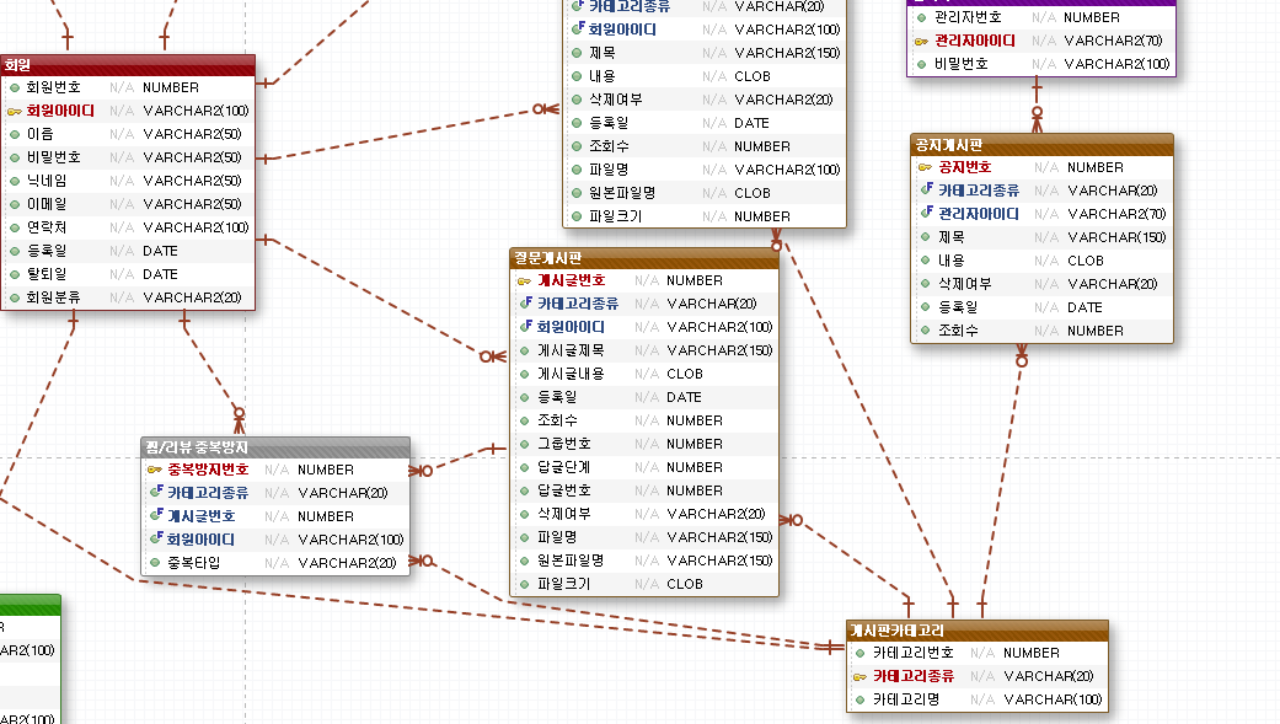 회원
회원번호 N/A NUMBER
회원아이디 N/A VARCHAR2(100)
이름 N/A VARCHAR2(50)
비밀번호 N/A VARCHAR2(50)
닉네임 N/A VARCHAR2(50)
이메일 N/A VARCHAR2(50)
연락처 N/A VARCHAR2(100)
등록일 N/A DATE
탈퇴일 N/A DATE
회원분류 N/A VARCHAR2(20)
카테고리종류 N/A VARCHAR(20)
회원아이디 N/A VARCHAR2(100)
제목 N/A VARCHAR2(150)
내용 N/A CLOB
삭제여부 N/A VARCHAR2(20)
등록일 N/A DATE
조회수 N/A NUMBER
파일명 N/A VARCHAR2(100)
원본파일명 N/A CLOB
파일크기 N/A NUMBER
관리자번호 N/A NUMBER
관리자아이디 N/A VARCHAR2(70)
비밀번호 N/A VARCHAR2(100)
공지게시판
공지번호 N/A NUMBER
카테고리종류 N/A VARCHAR(20)
관리자아이디 N/A VARCHAR2(70)
제목 N/A VARCHAR(150)
내용 N/A CLOB
삭제여부 N/A VARCHAR(20)
등록일 N/A DATE
조회수 N/A NUMBER
질문게시판
게시글번호 N/A NUMBER
카테고리종류 N/A VARCHAR(20)
회원아이디 N/A VARCHAR2(100)
게시글제목 N/A VARCHAR2(150)
게시글내용 N/A CLOB
등록일 N/A DATE
조회수 N/A NUMBER
그룹번호 N/A NUMBER
답글단계 N/A NUMBER
답글번호 N/A NUMBER
삭제여부 N/A VARCHAR2(20)
파일명 N/A VARCHAR2(150)
원본파일명 N/A VARCHAR2(150)
파일크기 N/A CLOB
찜/리뷰 중복방지
중복방지번호 N/A NUMBER
카테고리종류 N/A VARCHAR(20)
게시글번호 N/A NUMBER
회원아이디 N/A VARCHAR2(100)
중복타입 N/A VARCHAR2(20)
게시판카테고리
카테고리번호 N/A NUMBER
카테고리종류 N/A VARCHAR(20)
카테고리명 N/A VARCHAR(100)
AR2(100)
AR2(100)